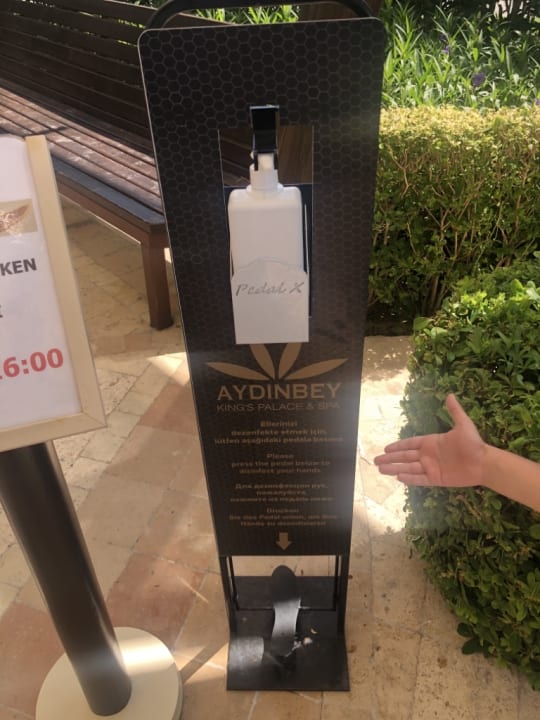 KEN
16:00
Pedal X
AYDINBEY
KING'S PALACE & SPA
Ellerinizi
dezenfekte etmek için,
lütfen aşağıdaki pedala basınız
Please
press the pedal below to
disinfect your hands
Для дезинфекции рук,
пожалуйста,
нажмите на педаль ниже
Drücken
Sie das Pedal unten, um Ihre
Hände zu desinfizieren